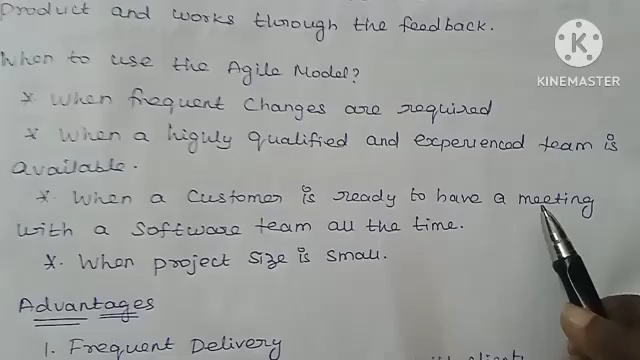 product and works through the feedback.
When to use the Agile Model?
* When frequent changes are required
* When a highly qualified and experienced team is
available.
*. When a customer is ready to have a meeting
with a software team all the time.
*. When project size is small.
Advantages
1. Frequent Delivery
K
KINEMASTER